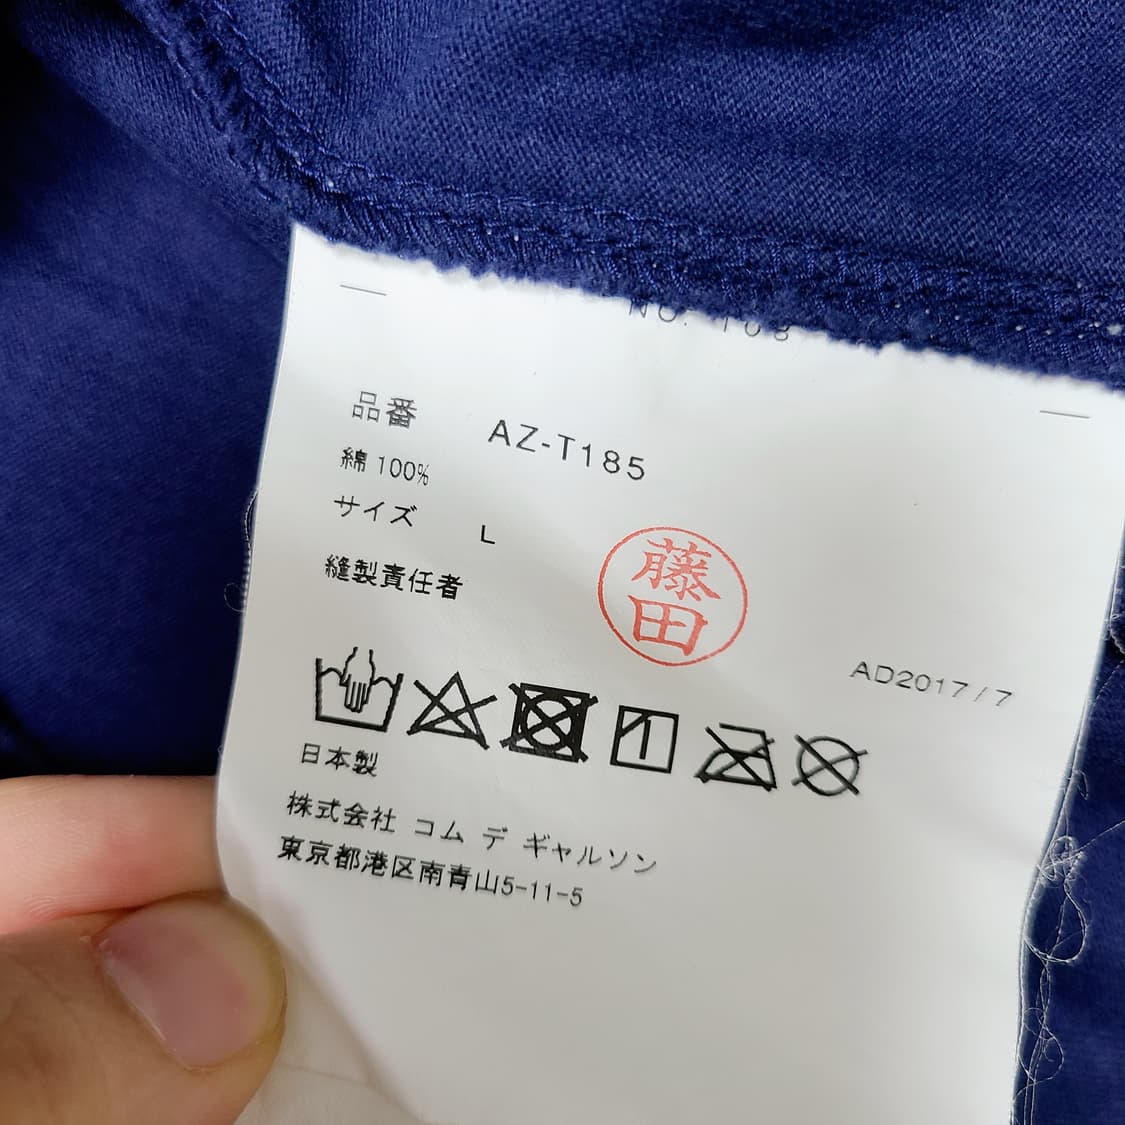 品番 AZ-T185
綿 100%
サイズ L
縫製責任者
藤田
AD2017/7
日本製
株式会社 コム デ ギャルソン
東京都港区南青山5-11-5